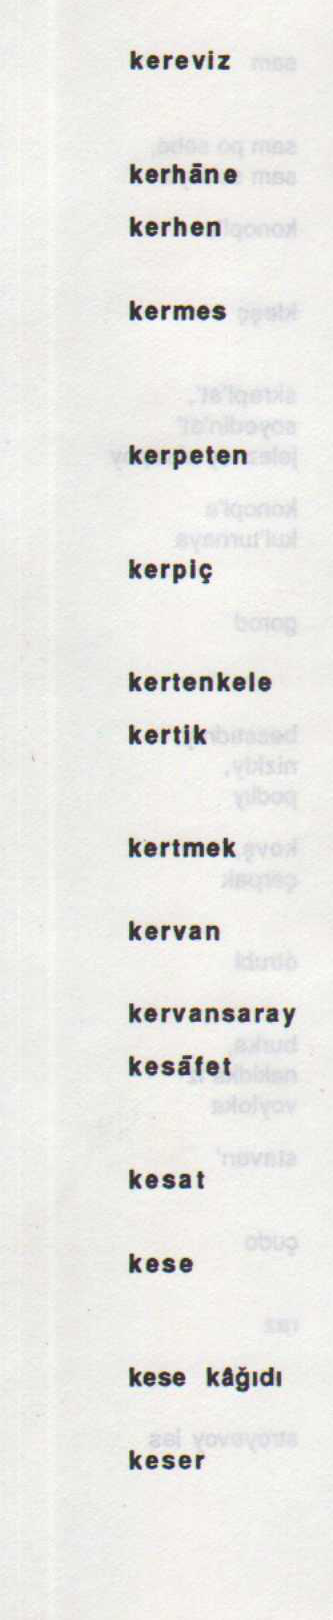 kereviz
kerhāne
kerhen
kermes
kerpeten
kerpiç
kertenkele
kertik
kertmek
kervan
kervansaray
kesāfet
kesat
kese
kese kâğıdı
keser